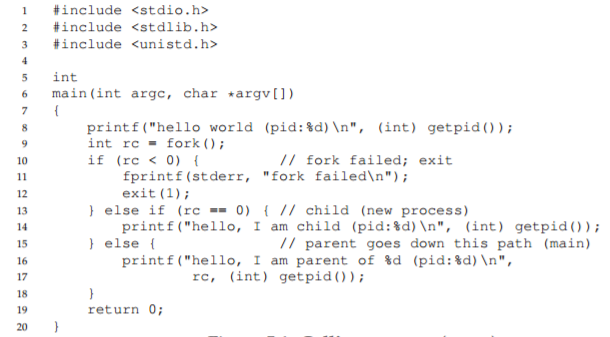 1 #include <stdio.h>
2 #include <stdlib.h>
3 #include <unistd.h>
4
5 int
6 main(int argc, char *argv[])
7 {
8 printf("hello world (pid:%d)\n", (int) getpid());
9 int rc = fork();
10 if (rc < 0) { // fork failed; exit
11 fprintf(stderr, "fork failed\n");
12 exit(1);
13 } else if (rc == 0) { // child (new process)
14 printf("hello, I am child (pid:%d)\n", (int) getpid());
15 } else { // parent goes down this path (main)
16 printf("hello, I am parent of %d (pid:%d)\n",
17 rc, (int) getpid());
18 }
19 return 0;
20 }